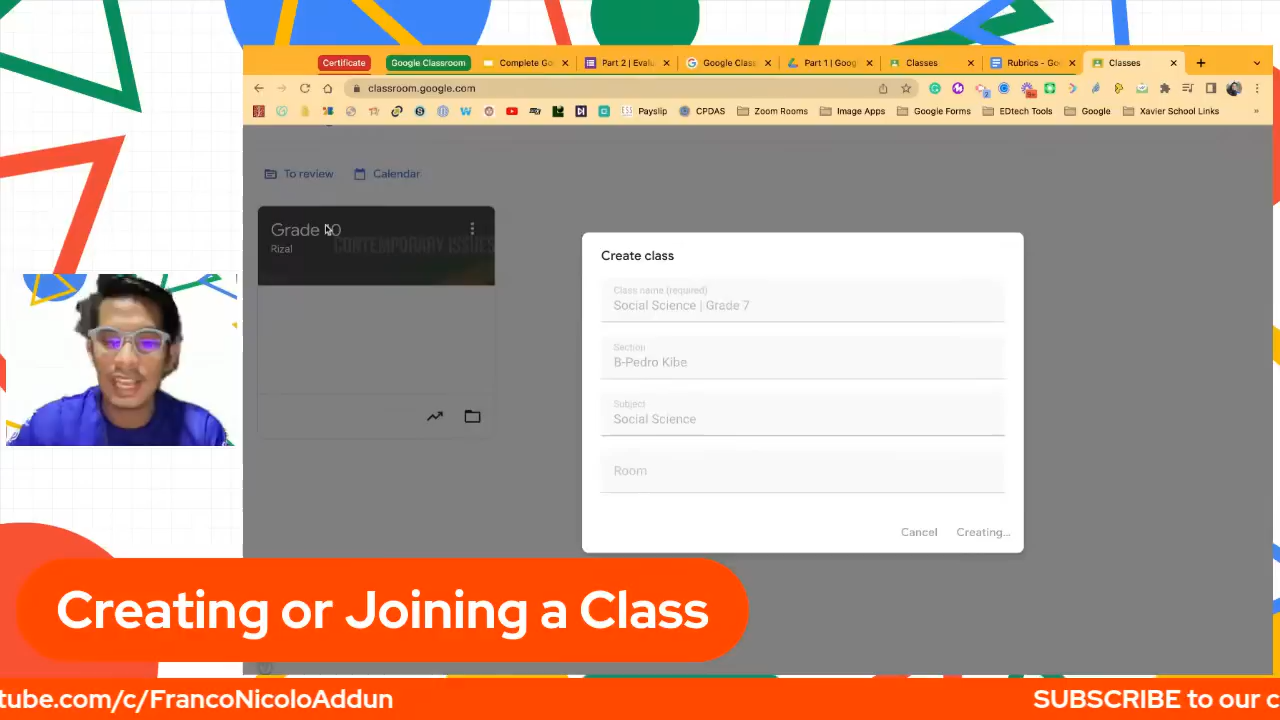 Certificate
Google Classroom
Complete Go
Part 2 | Evalu
Google Class
Part 1 | Goog
Classes
Rubrics - Goo
Classes
classroom.google.com
Payslip
CPDAS
Zoom Rooms
Image Apps
Google Forms
EDtech Tools
Google
Xavier School Links
To review
Calendar
Grade 10
Rizal
CONTEMPORARY ISSUES
Create class
Class name (required)
Social Science | Grade 7
Section
B-Pedro Kibe
Subject
Social Science
Room
Cancel
Creating...
Creating or Joining a Class
tube.com/c/FrancoNicoloAddun
SUBSCRIBE to our c